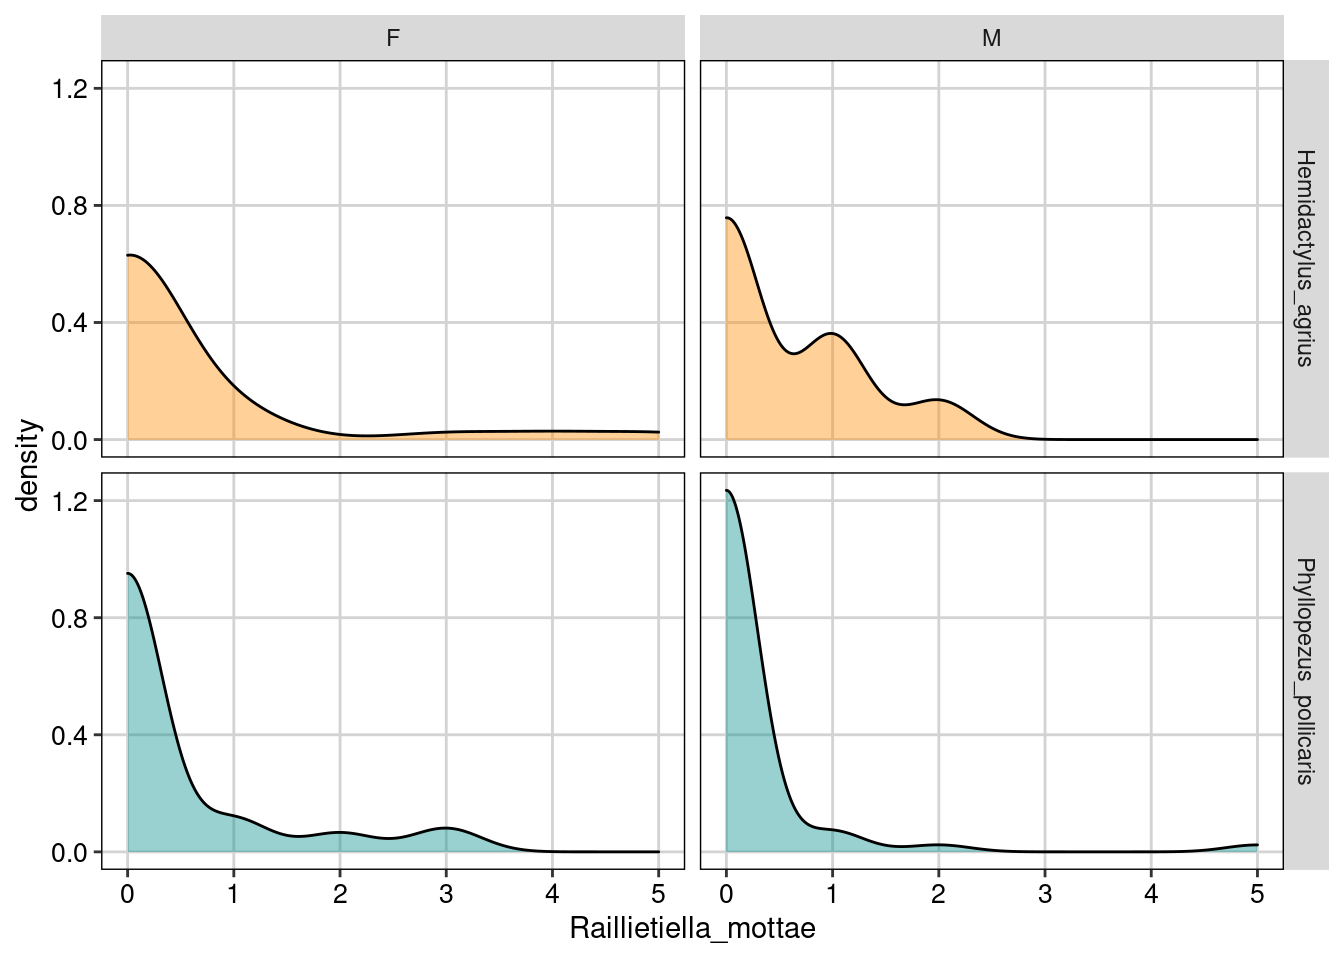 F
M
1.2
0.8
0.4
0.0
Hemidactylus_agrius
density
1.2
0.8
0.4
0.0
Phyllopezus_pollicaris
0 1 2 3 4 5
0 1 2 3 4 5
Raillietiella_mottae